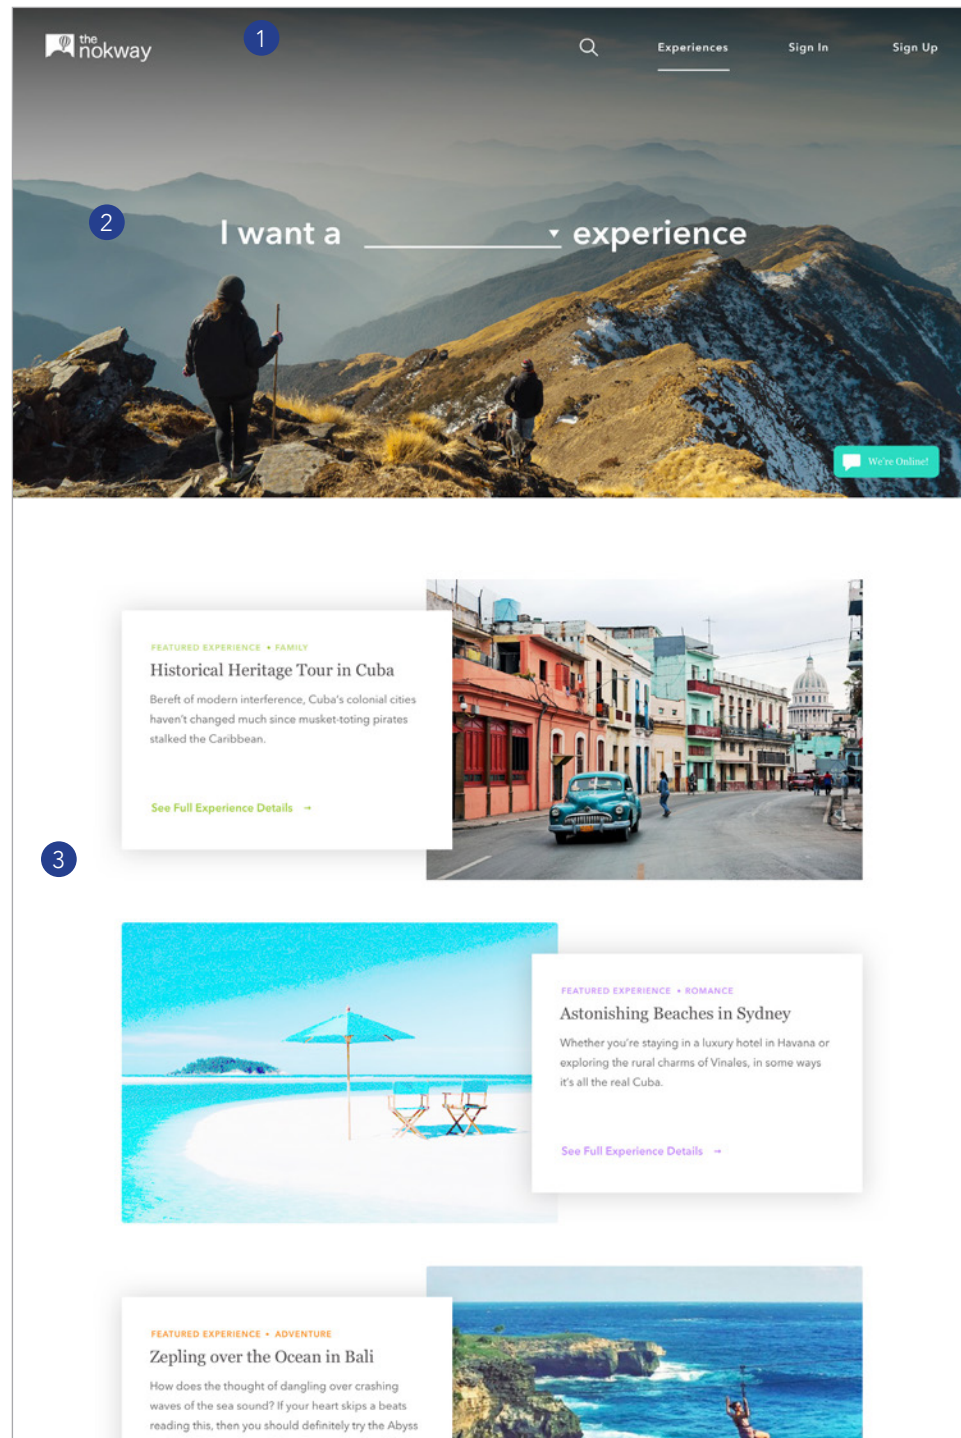 the
nokway
1
Experiences
Sign In
Sign Up
2
I want a ____________ experience
We're Online!
FEATURED EXPERIENCE • FAMILY
Historical Heritage Tour in Cuba
Bereft of modern interference, Cuba's colonial cities
haven't changed much since musket-toting pirates
stalked the Caribbean.
See Full Experience Details →
3
FEATURED EXPERIENCE • ROMANCE
Astonishing Beaches in Sydney
Whether you're staying in a luxury hotel in Havana or
exploring the rural charms of Vinales, in some ways
it's all the real Cuba.
See Full Experience Details →
FEATURED EXPERIENCE • ADVENTURE
Zepling over the Ocean in Bali
How does the thought of dangling over crashing
waves of the sea sound? If your heart skips a beats
reading this, then you should definitely try the Abyss